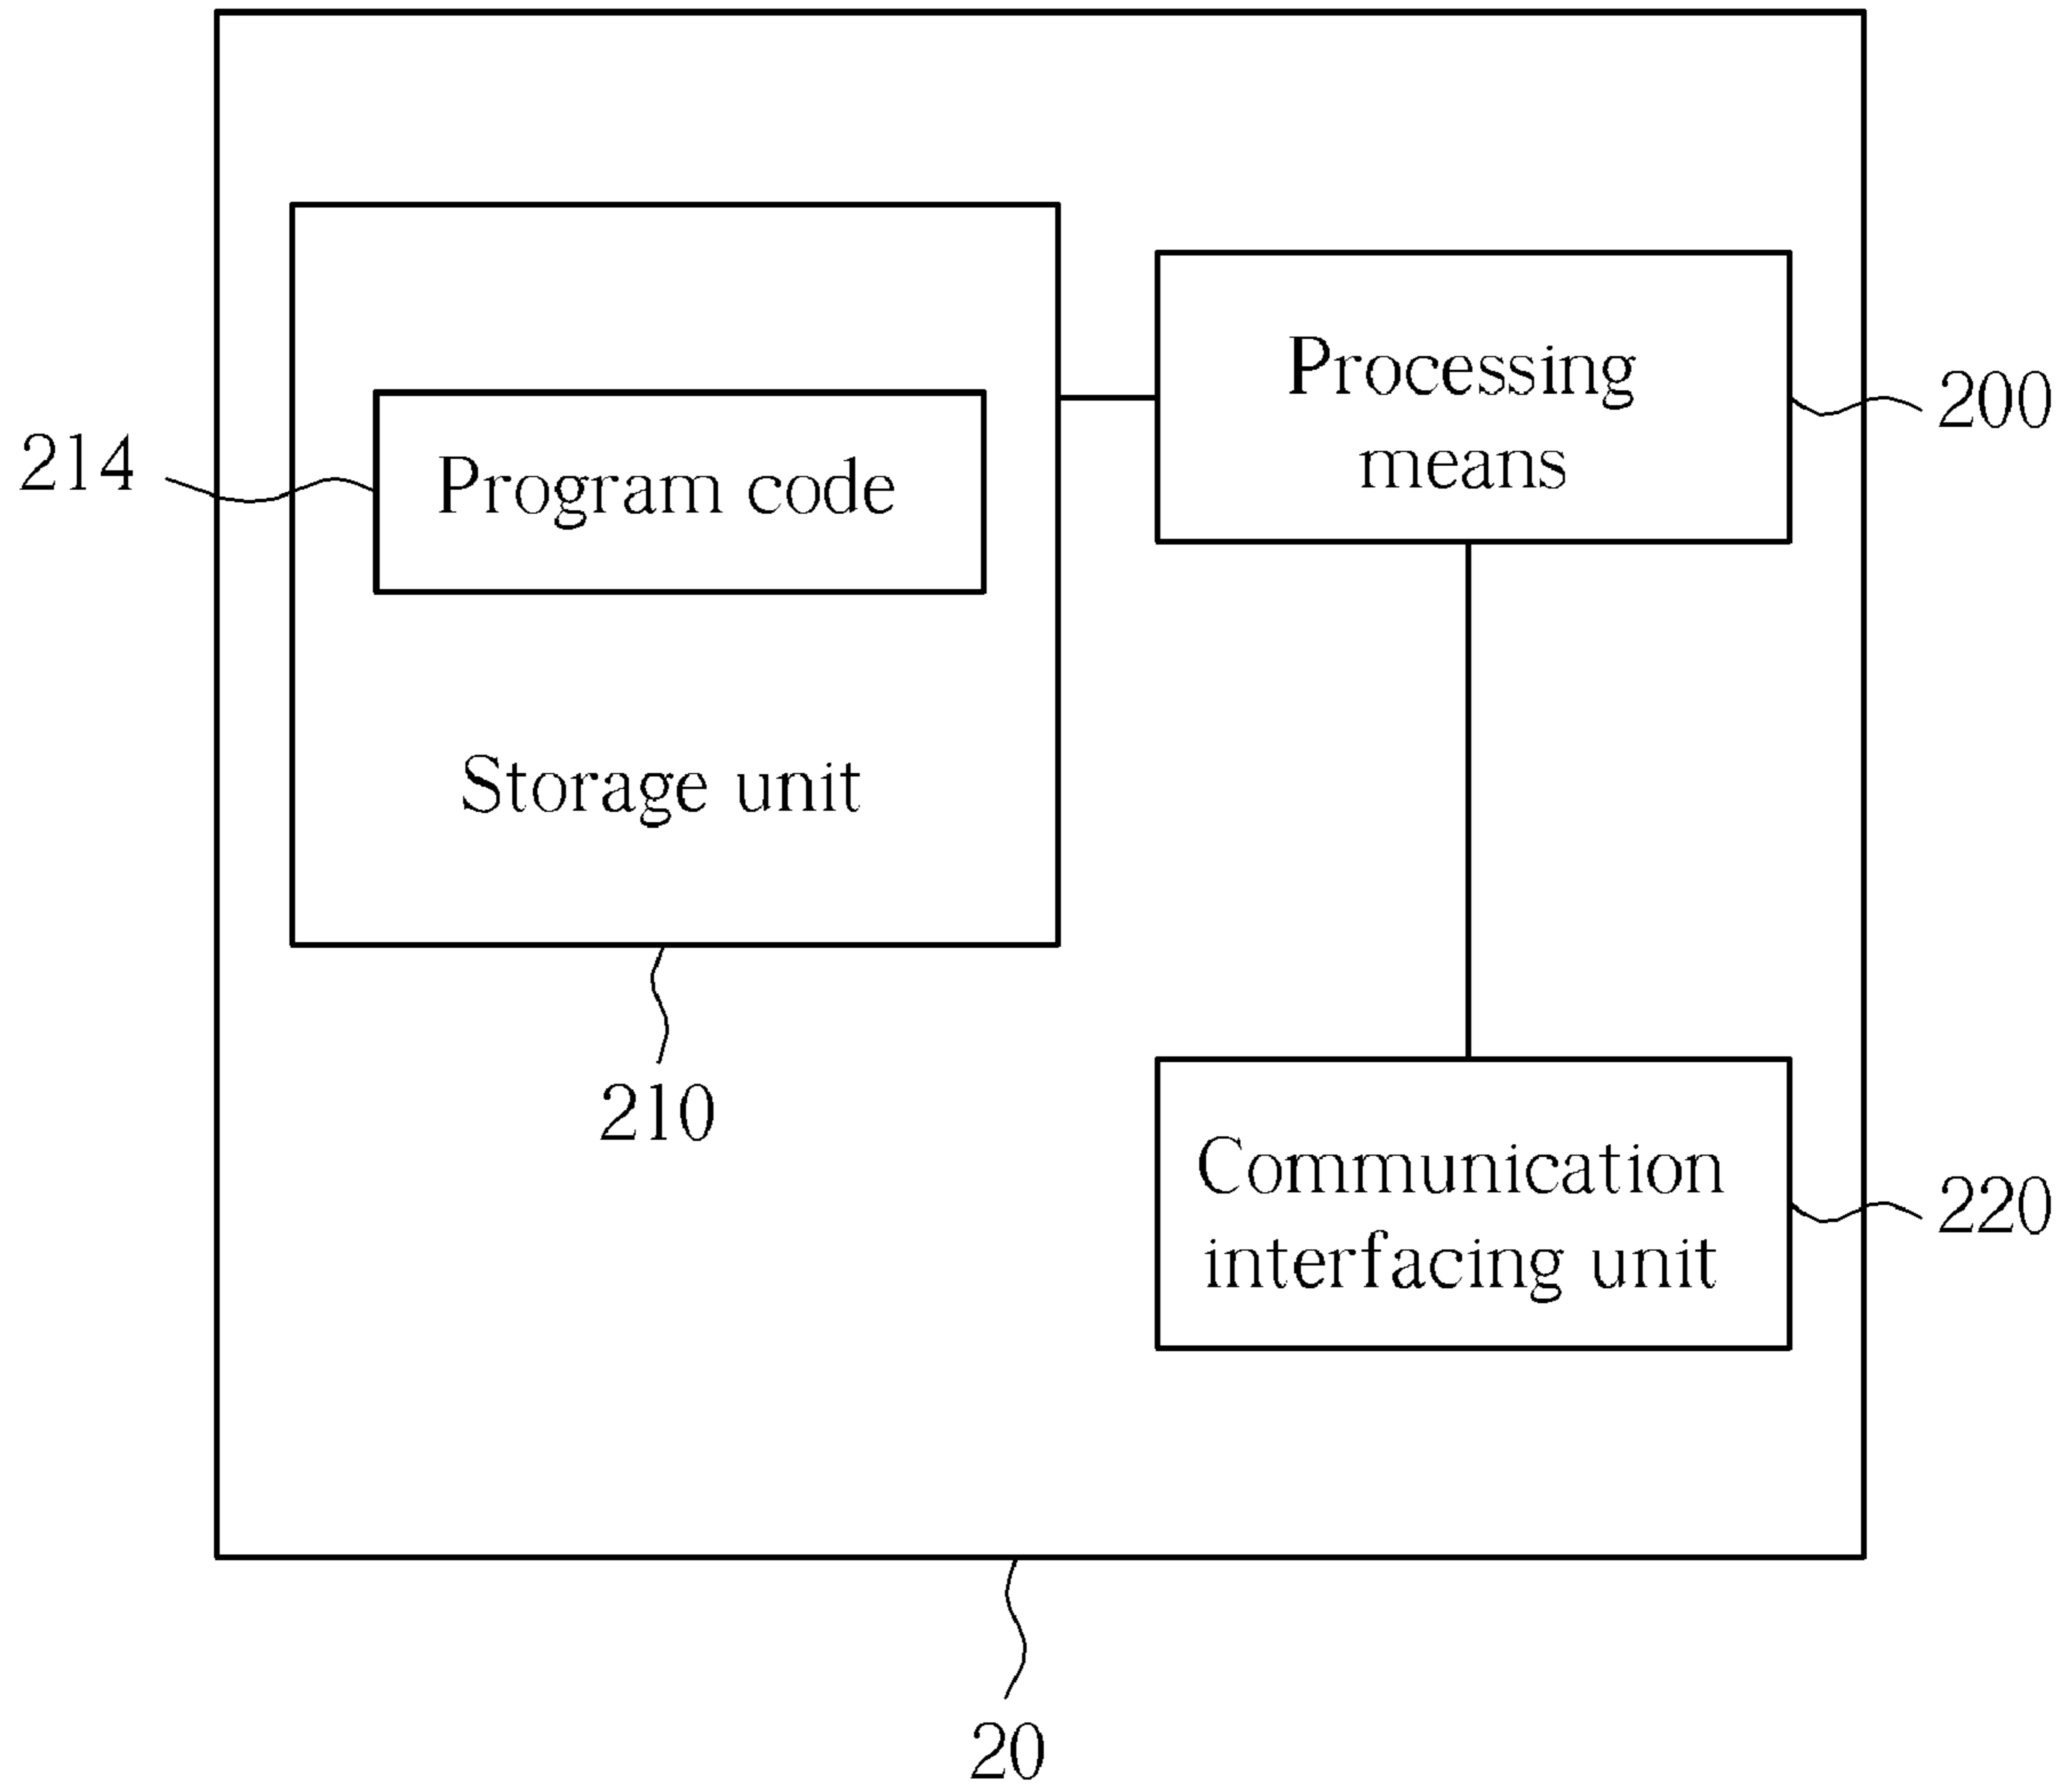 Processing
means
200
214
Program code
Storage unit
210
Communication
interfacing unit
220
20